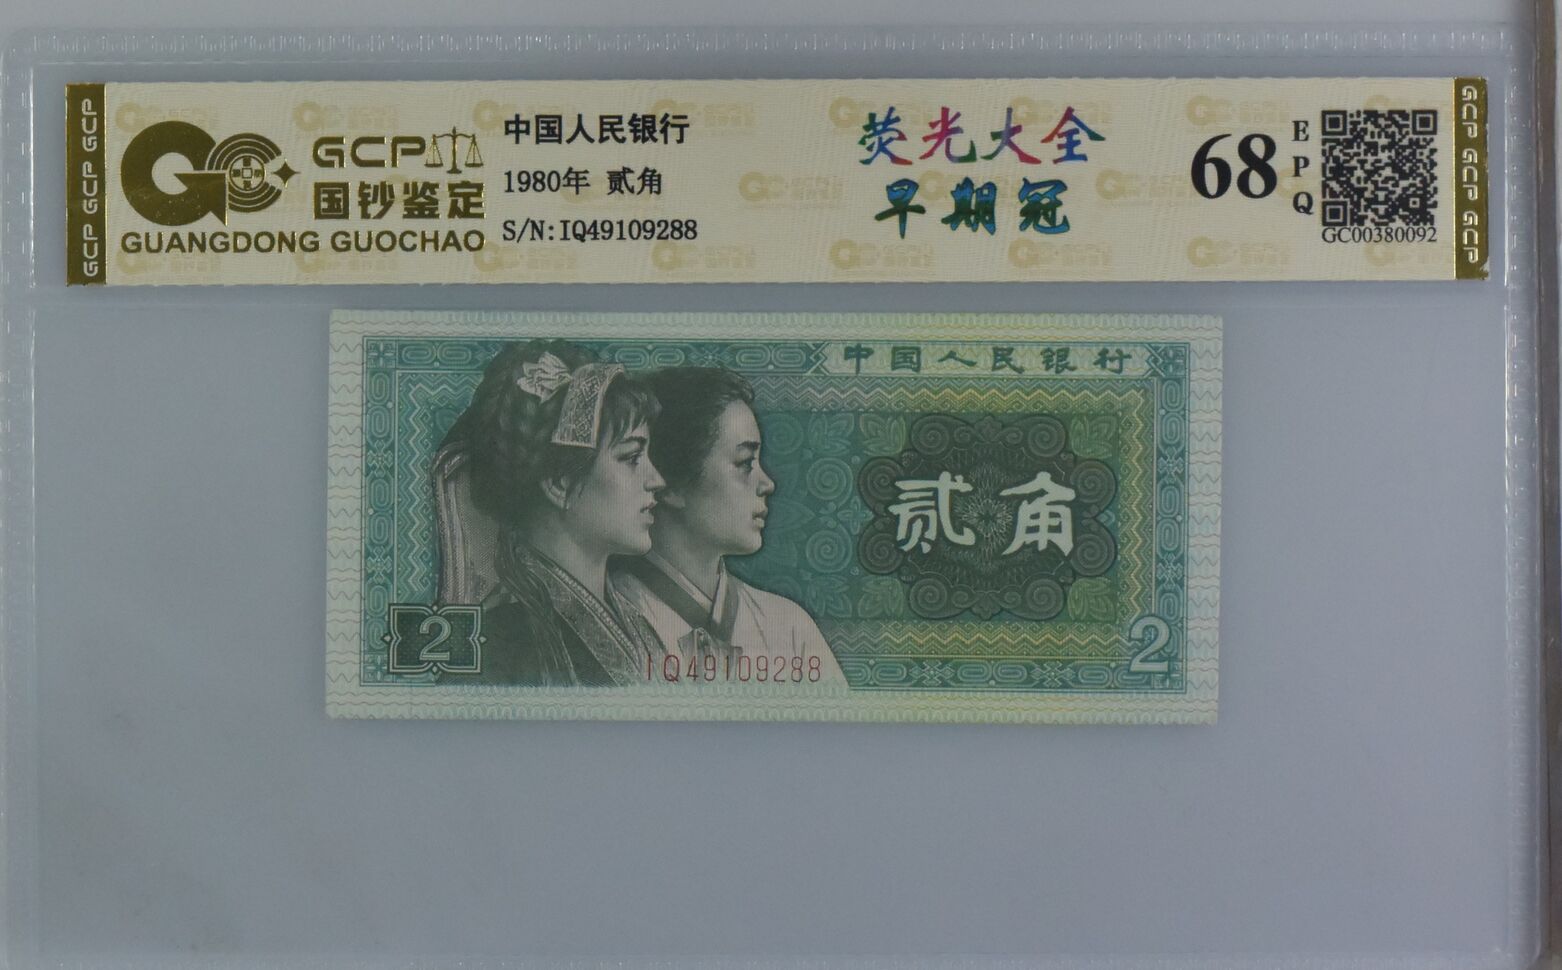 GCP
国钞鉴定
GUANGDONG GUOCHAO
中国人民银行
1980年 贰角
S/N:IQ49109288
荧光大全
早期冠
68
EPQ
GC00380092
GCP GCP GCP
GCP GCP GCP
中国人民银行
贰角
2
2
IQ49109288